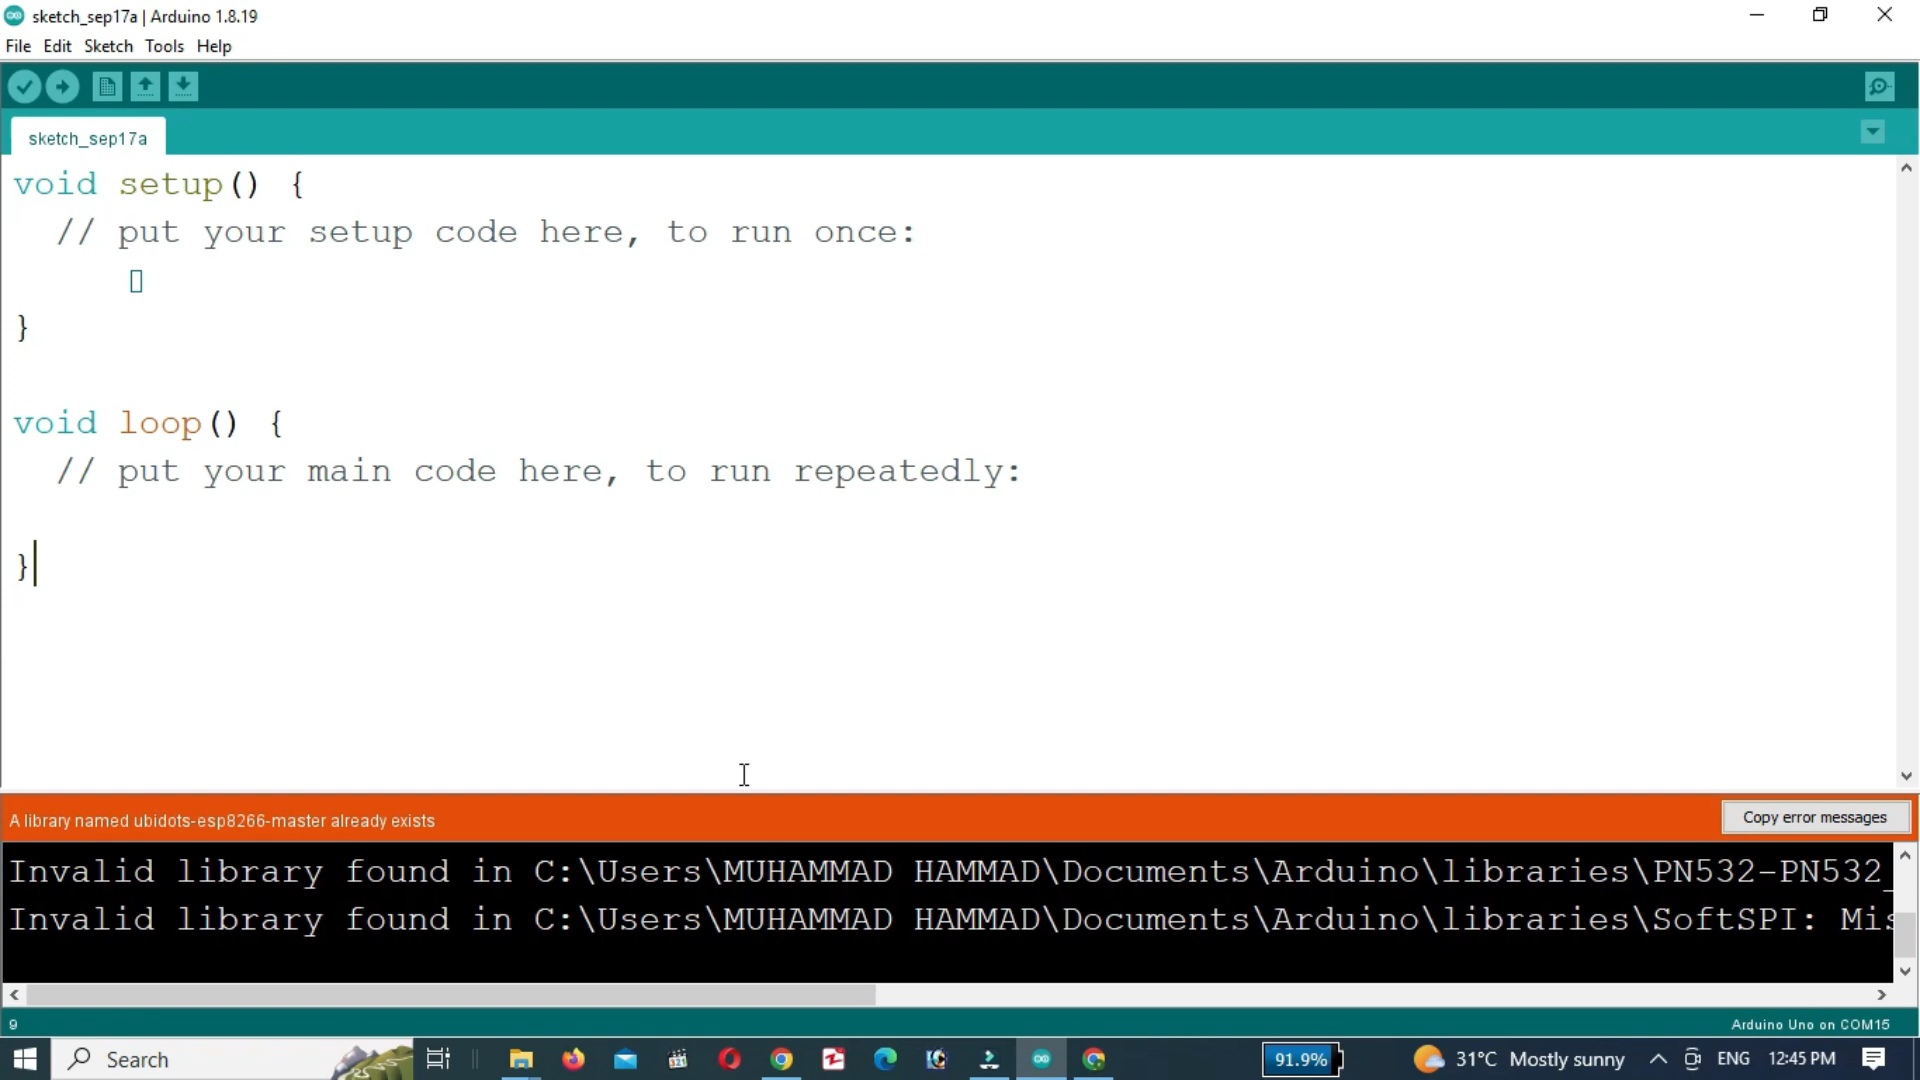 sketch_sep17a | Arduino 1.8.19
File Edit Sketch Tools Help
sketch_sep17a
void setup() {
// put your setup code here, to run once:
}
void loop() {
// put your main code here, to run repeatedly:
}
A library named ubidots-esp8266-master already exists
Copy error messages
Invalid library found in C:\Users\MUHAMMAD HAMMAD\Documents\Arduino\libraries\PN532-PN532_
Invalid library found in C:\Users\MUHAMMAD HAMMAD\Documents\Arduino\libraries\SoftSPI: Mis
9
Arduino Uno on COM15
Search
91.9%
31°C Mostly sunny
ENG
12:45 PM